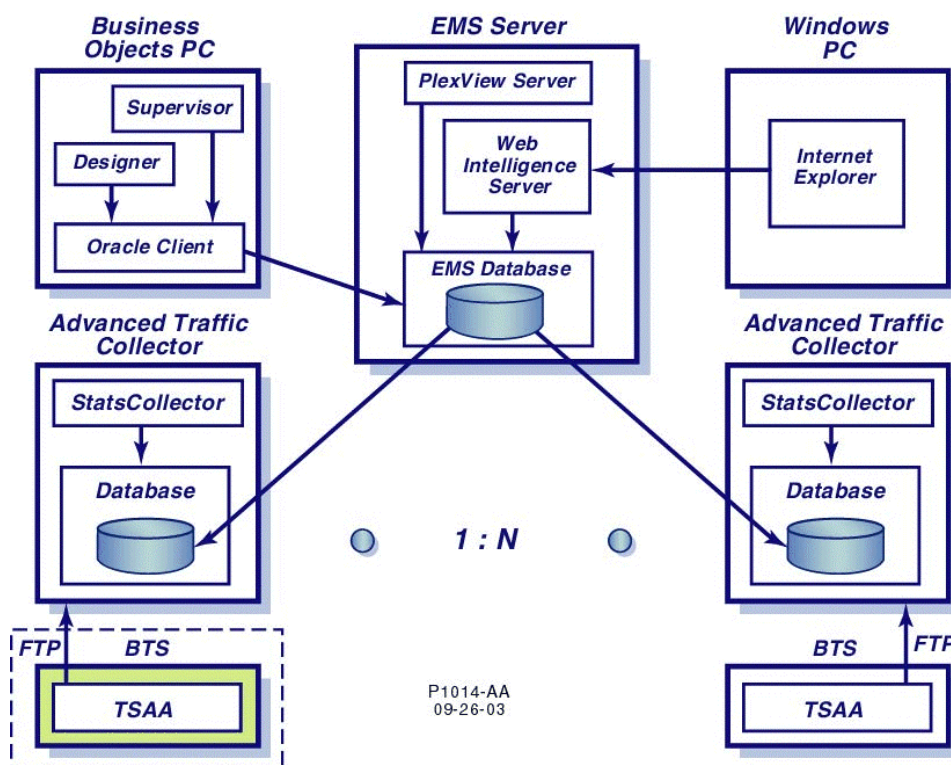 Business
Objects PC
EMS Server
Windows
PC
Supervisor
Designer
Oracle Client
PlexView Server
Web
Intelligence
Server
EMS Database
Internet
Explorer
Advanced Traffic
Collector
Advanced Traffic
Collector
StatsCollector
Database
1 : N
StatsCollector
Database
FTP
BTS
TSAA
P1014-AA
09-26-03
BTS
FTP
TSAA